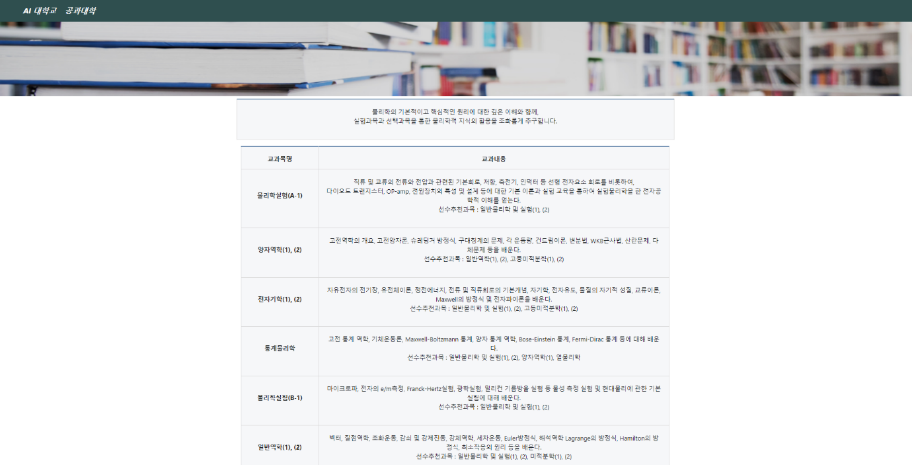 AI 대학교 공과대학
물리학의 기본적이고 핵심적인 원리에 대한 깊은 이해와 함께,
실험과목과 선택과목을 통한 물리학적 지식의 활용을 조화롭게 추구합니다.
교과목명 교과내용
물리학실험(A-1)
직류 및 교류의 전류와 전압과 관련된 기본회로, 저항, 축전기, 인덕터 등 선형 전자요소 회로를 비롯하여,
다이오드 트랜지스터, OP-amp, 전원장치의 특성 및 설계 등에 대한 기본 이론과 실험 교육을 통하여 실험물리학을 한 전자공
학적 이해를 얻는다.
선수추천과목 : 일반물리학 및 실험(1), (2)
양자역학(1), (2)
고전역학의 개요, 고전양자론, 슈레딩거 방정식, 구대칭계의 문제, 각 운동량, 건드림이론, 변분법, WKB근사법, 산란문제, 다
체문제 등을 배운다.
선수추천과목 : 일반역학(1), (2), 고등미적분학(1), (2)
전자기학(1), (2)
자유전자의 전기장, 유전체이론, 정전에너지, 전류 및 직류회로의 기본개념, 자기학, 전자유도, 물질의 자기적 성질, 교류이론,
Maxwell의 방정식 및 전자파이론을 배운다.
선수추천과목 : 일반물리학 및 실험(1), (2), 고등미적분학(1), (2)
통계물리학
고전 통계 역학, 기체운동론, Maxwell-Boltzmann 통계, 양자 통계 역학, Bose-Einstein 통계, Fermi-Dirac 통계 등에 대해 배운
다.
선수추천과목 : 일반물리학 및 실험(1), (2), 양자역학(1), 열물리학
물리학실험(B-1)
마이크로파, 전자의 e/m측정, Franck-Hertz실험, 광학실험, 밀리컨 기름방울 실험 등 물성 측정 실험 및 현대물리에 관한 기본
실험에 대해 배운다.
선수추천과목 : 일반물리학 및 실험(1), (2)
일반역학(1), (2)
벡터, 질점역학, 조화운동, 감쇠 및 강제진동, 강체역학, 세차운동, Euler방정식, 해석역학 Lagrange의 방정식, Hamilton의 방
정식, 최소작용의 원리 등을 배운다.
선수추천과목 : 일반물리학 및 실험(1), (2), 미적분학(1), (2)